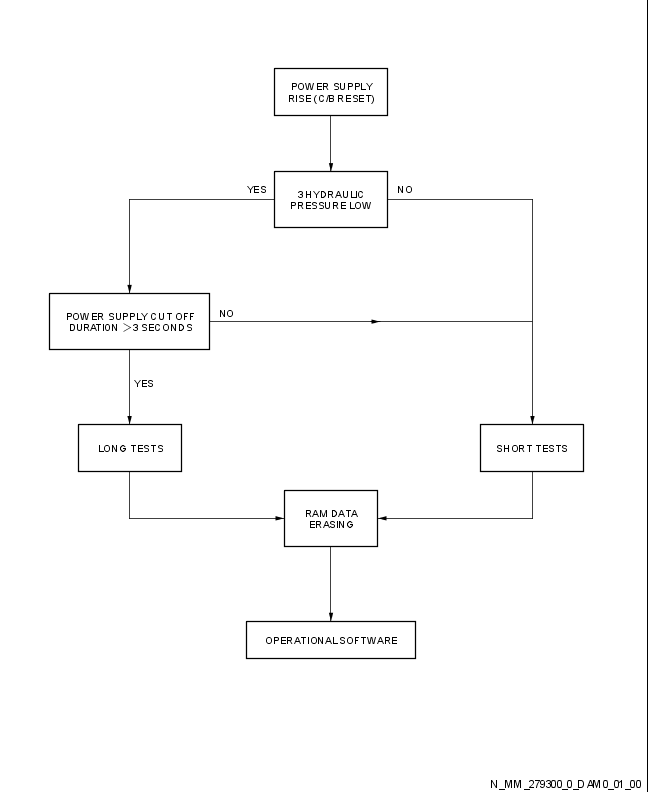 POWER SUPPLY
RISE (C/B RESET)
YES
3 HYDRAULIC
PRESSURE LOW
NO
POWER SUPPLY CUT OFF
DURATION >3 SECONDS
NO
YES
LONG TESTS
SHORT TESTS
RAM DATA
ERASING
OPERATIONAL SOFTWARE
N_MM_279300_0_DAM0_01_00